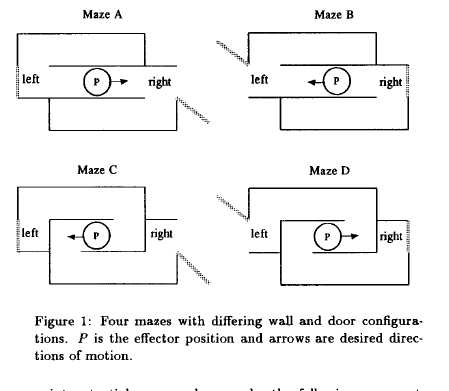 Maze A
Maze B
left
P
right
left
P
right
Maze C
Maze D
left
P
right
left
P
right
Figure 1: Four mazes with differing wall and door configura-
tions. P is the effector position and arrows are desired direc-
tions of motion.